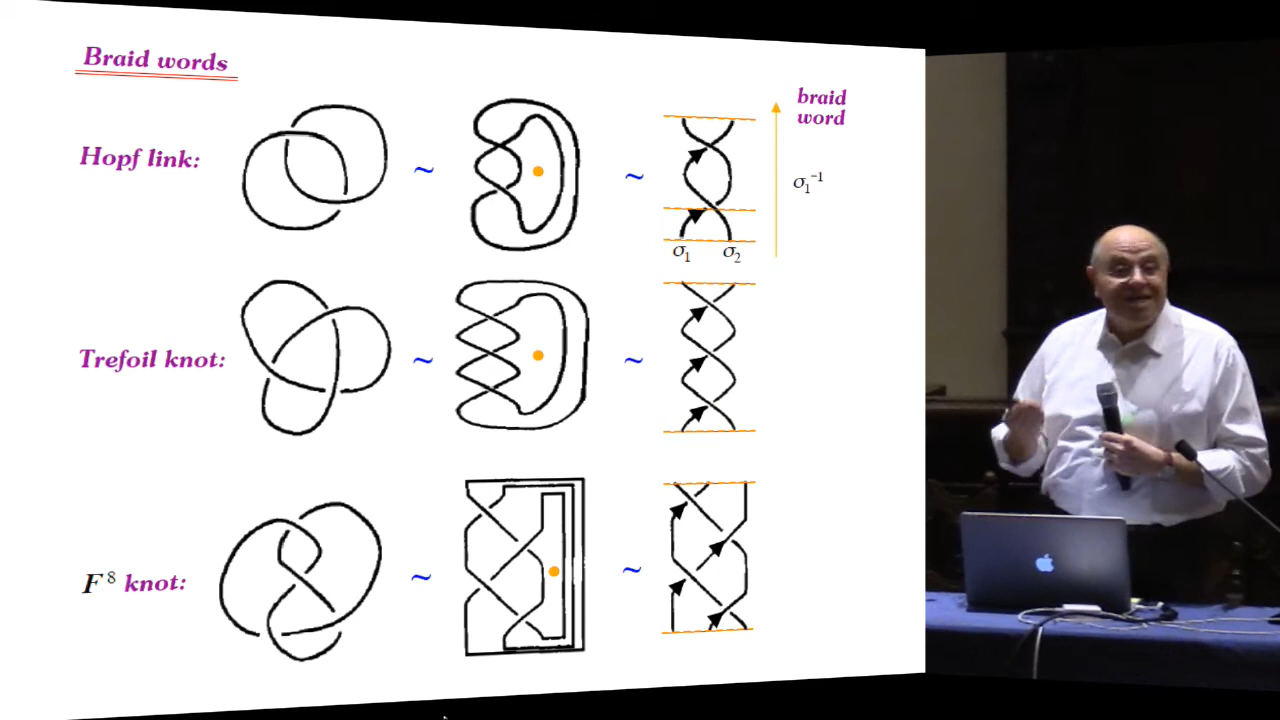 Braid words
Hopf link:
braid
word
σ₁⁻¹
σ₁ σ₂
Trefoil knot:
F⁸ knot:
~ ~
~ ~
~ ~